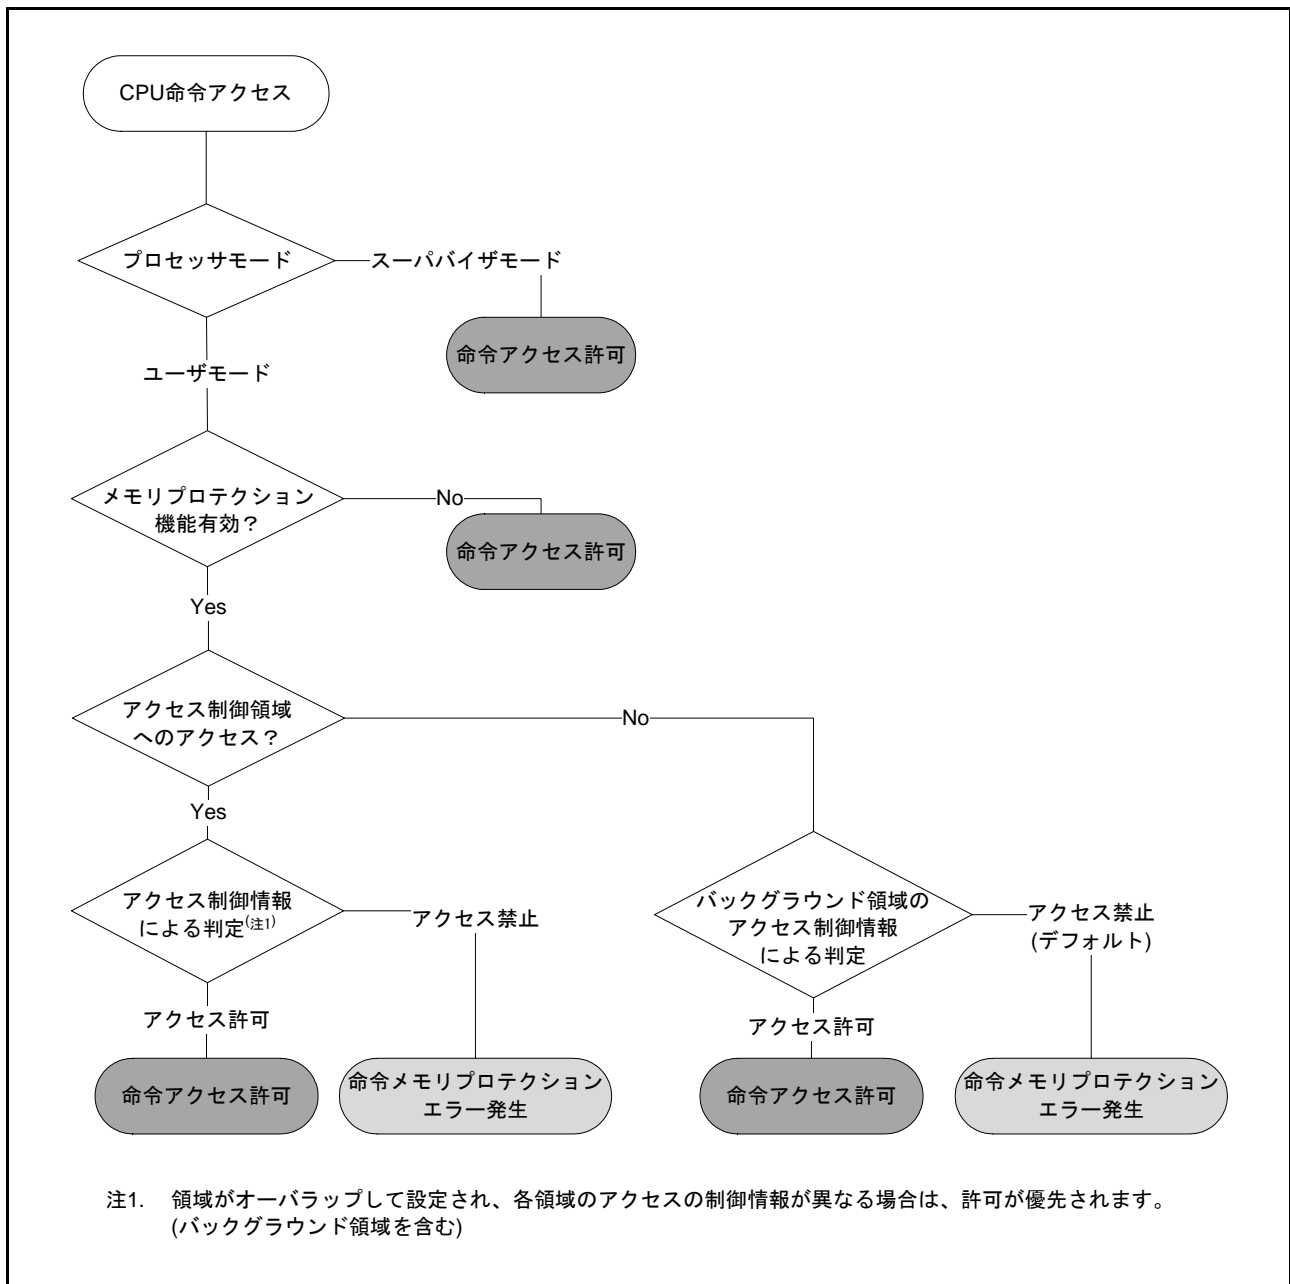 CPU命令アクセス
プロセッサモード
スーパバイザモード
命令アクセス許可
ユーザモード
メモリプロテクション
機能有効？
No
命令アクセス許可
Yes
アクセス制御領域
へのアクセス？
No
Yes
アクセス制御情報
による判定(注1)
アクセス禁止
バックグラウンド領域の
アクセス制御情報
による判定
アクセス禁止
(デフォルト)
アクセス許可
アクセス許可
命令アクセス許可
命令メモリプロテクション
エラー発生
命令アクセス許可
命令メモリプロテクション
エラー発生
注1. 領域がオーバラップして設定され、各領域のアクセスの制御情報が異なる場合は、許可が優先されます。
(バックグラウンド領域を含む)